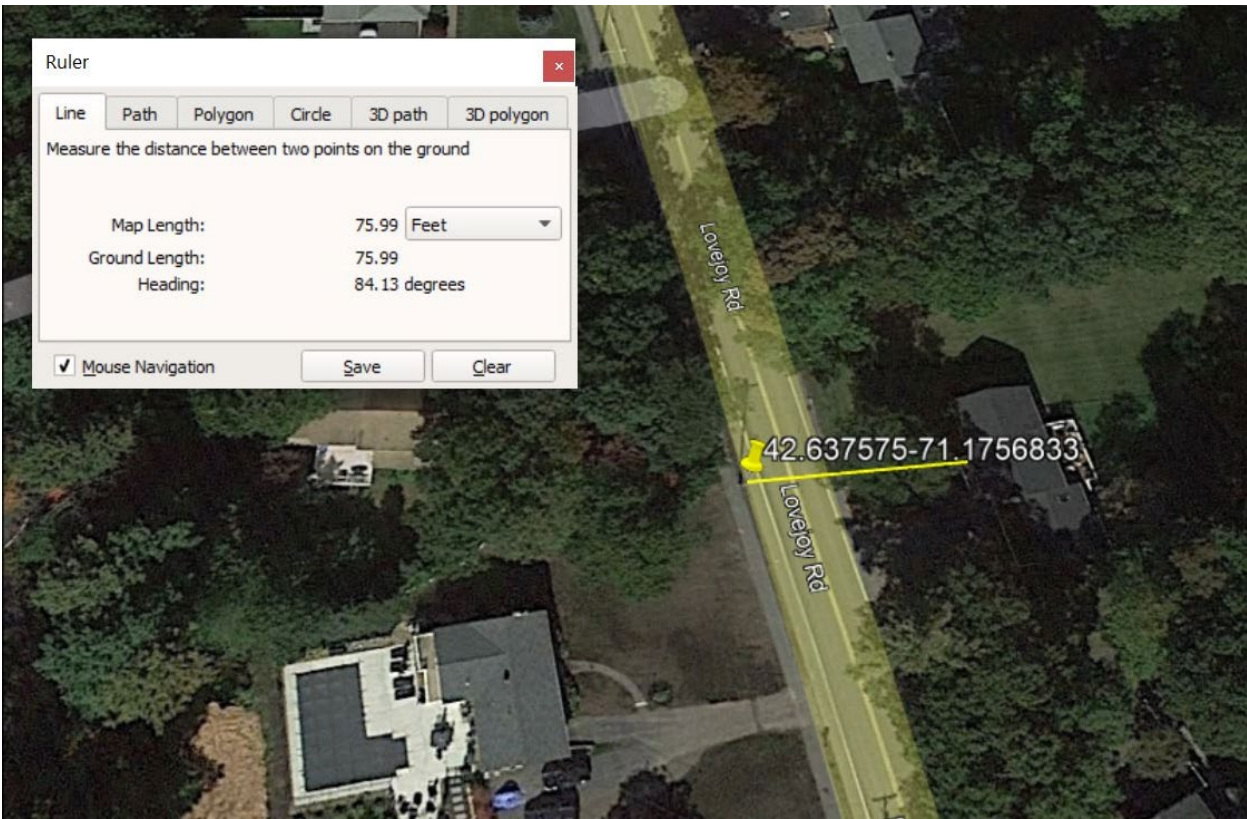 Ruler
×
Line Path Polygon Circle 3D path 3D polygon
Measure the distance between two points on the ground
Map Length: 75.99 Feet
Ground Length: 75.99
Heading: 84.13 degrees
Mouse Navigation Save Clear
Lovejoy Rd
42.637575-71.1756833
Lovejoy Rd